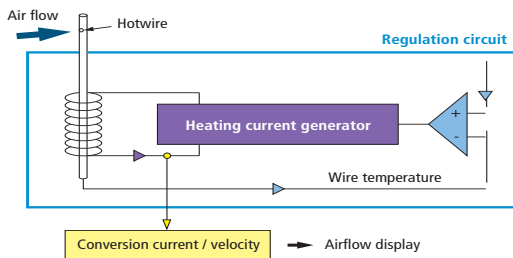 Air flow
Hotwire
Regulation circuit
Heating current generator
+
-
Wire temperature
Conversion current / velocity
Airflow display